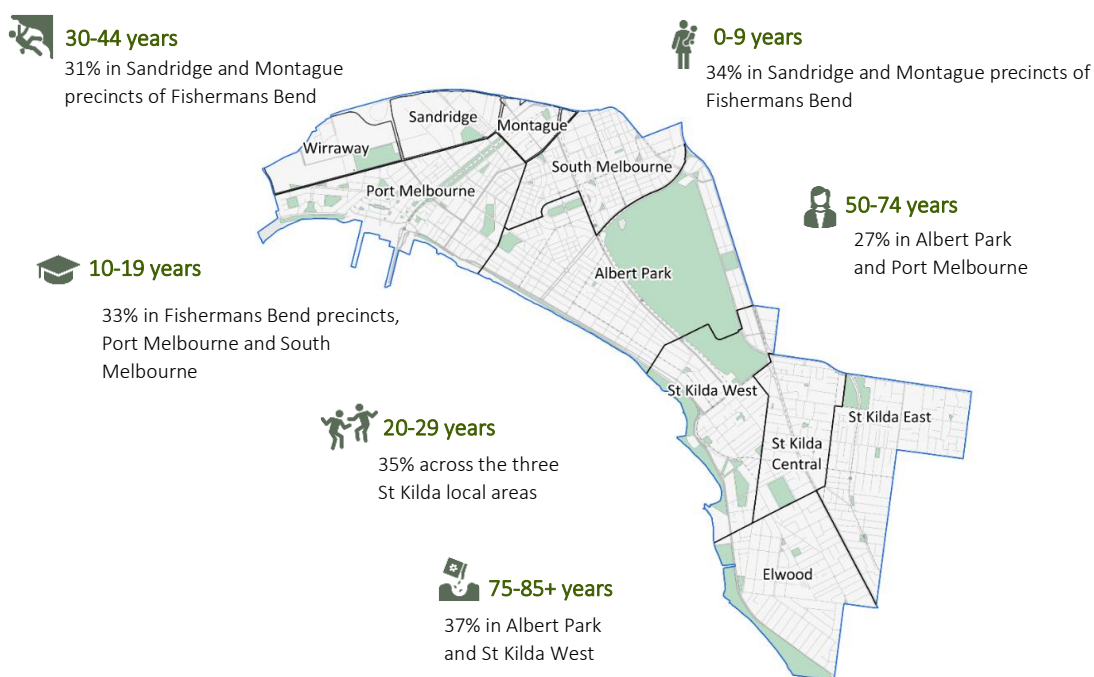 30-44 years
31% in Sandridge and Montague
precincts of Fishermans Bend
0-9 years
34% in Sandridge and Montague precincts of
Fishermans Bend
Sandridge
Montague
Wirraway
South Melbourne
Port Melbourne
50-74 years
27% in Albert Park
and Port Melbourne
10-19 years
33% in Fishermans Bend precincts,
Port Melbourne and South
Melbourne
Albert Park
St Kilda West
St Kilda East
St Kilda
Central
20-29 years
35% across the three
St Kilda local areas
Elwood
75-85+ years
37% in Albert Park
and St Kilda West